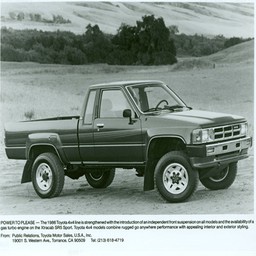 POWER TO PLEASE — The 1986 Toyota 4x4 line is strengthened with the introduction of an independent front suspension on all models and the availability of a
gas turbo engine on the Xtracab SR5 Sport. Toyota 4x4 models combine rugged go anywhere performance with appealing interior and exterior styling.
From: Public Relations, Toyota Motor Sales, U.S.A., Inc.
19001 S. Western Ave., Torrance, CA 90509 Tel: (213) 618-4719